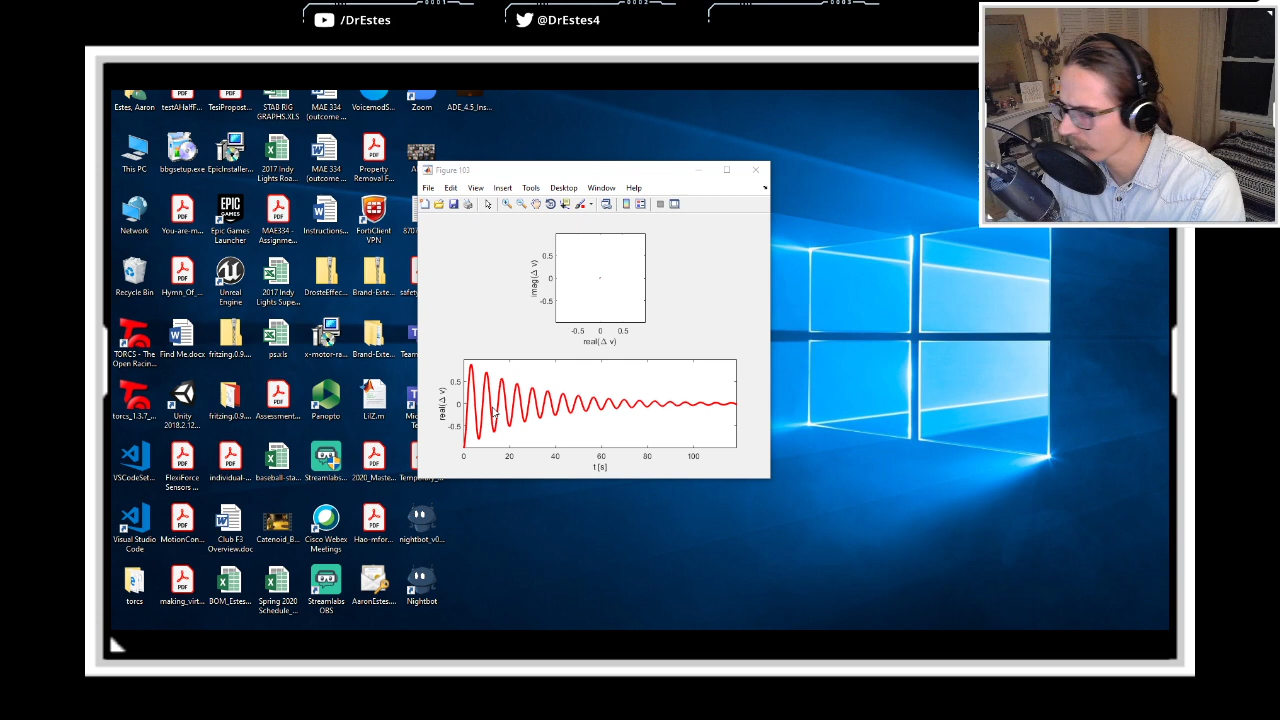 0001
0002
0003
/DrEstes
@DrEstes4
Estes, Aaron
testAHalfF...
TesiPropost...
STAB RIG
GRAPHS.XLS
MAE 334
(outcome ...
VoicemodS...
Zoom
ADE_4.5_Ins...
This PC
bbgsetup.exe
EpicInstaller...
2017 Indy
Lights Roa...
MAE334
(outcome ...
Property
Removal F...
Network
You-are-m...
Epic Games
Launcher
MAE334 -
Assignme...
Instructions...
FortiClient
VPN
Recycle Bin
Hymn_Of_...
Unreal
Engine
2017 Indy
Lights Supe...
DrosteEffec...
Brand-Exte...
TORCS - The
Open Racin...
Find Me.docx
fritzing.0.9...
ps.xls
x-motor-ra...
Brand-Exte...
torcs_1.3.7_...
Unity
2018.2.12...
fritzing.0.9...
Assessment...
Panopto
LilZ.m
VSCodeSet...
FlexiForce
Sensors ...
individual-...
baseball-sta...
Streamlabs...
2020_Maste...
Visual Studio
Code
MotionCon...
Club F3
Overview.doc
Catenoid_B...
Cisco Webex
Meetings
Hao-mfor...
nightbot_v0...
torcs
making_virt...
BOM_Estes...
Spring 2020
Schedule_...
Streamlabs
OBS
AaronEstes....
Nightbot
Figure 103
File Edit View Insert Tools Desktop Window Help
imag(Δ v)
0.5
0
-0.5
-0.5 0 0.5
real(Δ v)
real(Δ v)
0.5
0
-0.5
0 20 40 60 80 100
t [s]